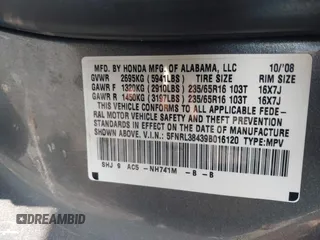 MFD. BY HONDA MFG OF ALABAMA, LLC 10/'08
GVWR 2695KG (5941LBS) TIRE SIZE RIM SIZE
GAWR F 1320KG (2910LBS) 235/65R16 103T 16X7J
GAWR R 1450KG (3197LBS) 235/65R16 103T 16X7J
THIS VEHICLE CONFORMS TO ALL APPLICABLE FEDE-
RAL MOTOR VEHICLE SAFETY AND THEFT PREVENTION
STANDARDS IN EFFECT ON THE DATE OF
MANUFACTURE SHOWN ABOVE.
V.I.N.: 5FNRL38439B016120 TYPE:MPV
BHJ 9 AC5 -NH741M -B -B
© DREAMBID
DREAMBID.COM